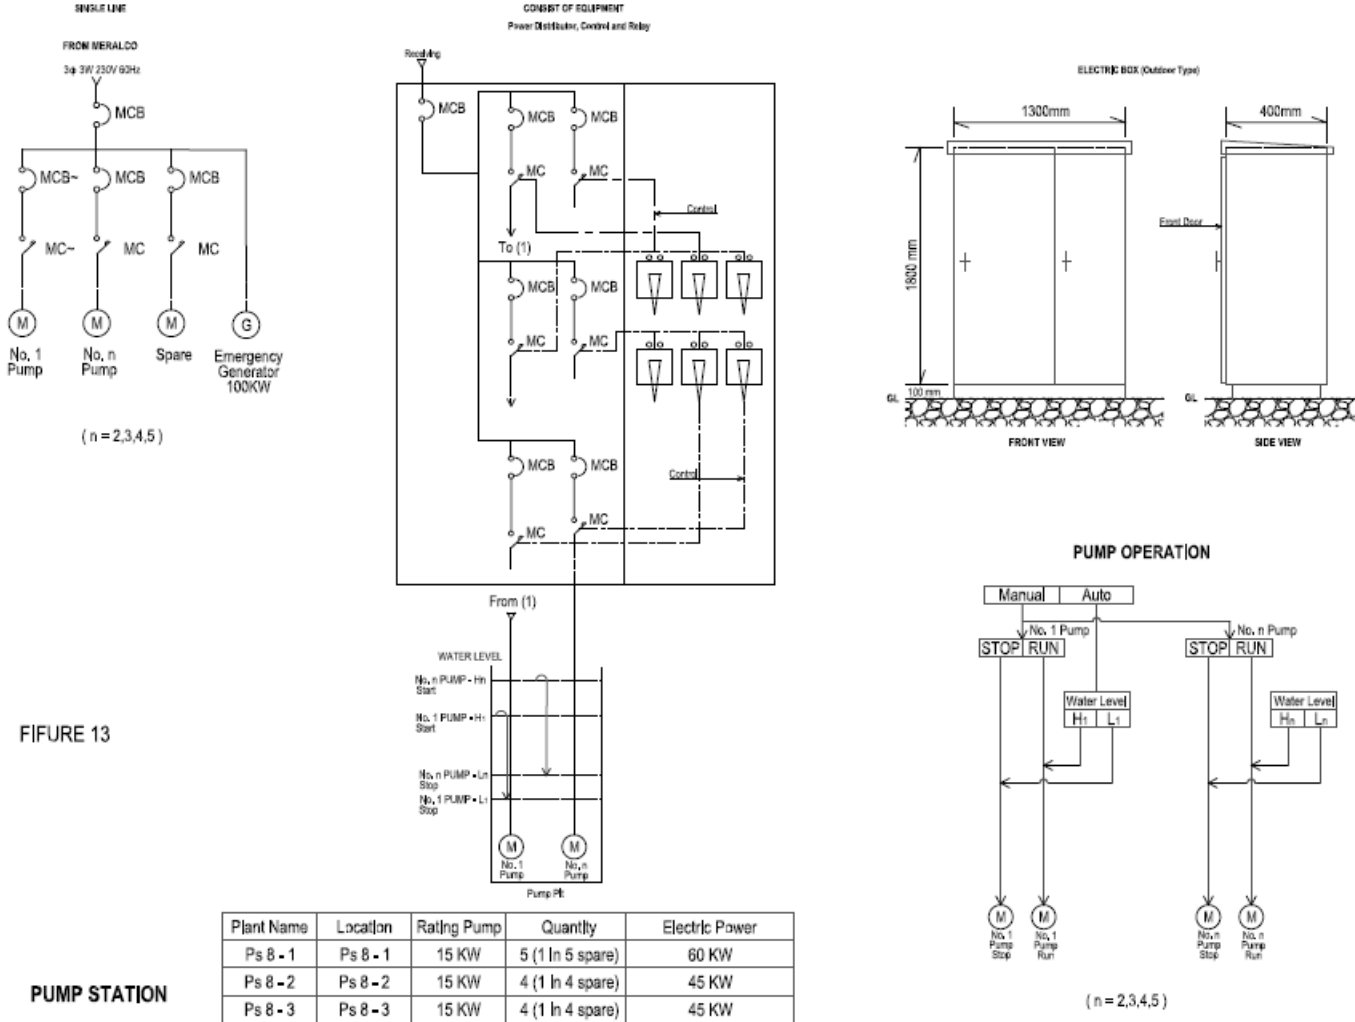 SINGLE LINE
FROM MERALCO
3φ 3W 230V 60Hz
MCB
MCB~
MCB
MCB
MC~
MC
MC
M
M
M
G
No. 1
Pump
No. n
Pump
Spare
Emergency
Generator
100KW
( n = 2,3,4,5 )
CONSIST OF EQUIPMENT
Power Distributor, Control and Relay
Receiving
MCB
MCB
MCB
MC
MC
Control
To (1)
MCB
MCB
MC
MC
MCB
MCB
Control
MC
MC
From (1)
WATER LEVEL
No. n PUMP - Hn
Start
No. 1 PUMP - H1
Start
No. n PUMP - Ln
Stop
No. 1 PUMP - L1
Stop
M
M
No. 1
Pump
No. n
Pump
Pump Pit
ELECTRIC BOX (Outdoor Type)
1300mm
400mm
1800 mm
Front Door
100 mm
GL
GL
FRONT VIEW
SIDE VIEW
PUMP OPERATION
Manual Auto
No. 1 Pump
No. n Pump
STOP RUN
STOP RUN
Water Level
H1 L1
Water Level
Hn Ln
M
M
M
M
No. 1
Pump
Stop
No. 1
Pump
Run
No. n
Pump
Stop
No. n
Pump
Run
( n = 2,3,4,5 )
FIFURE 13
PUMP STATION
Plant Name Location Rating Pump Quantity Electric Power
Ps 8 - 1 Ps 8 - 1 15 KW 5 (1 In 5 spare) 60 KW
Ps 8 - 2 Ps 8 - 2 15 KW 4 (1 In 4 spare) 45 KW
Ps 8 - 3 Ps 8 - 3 15 KW 4 (1 In 4 spare) 45 KW